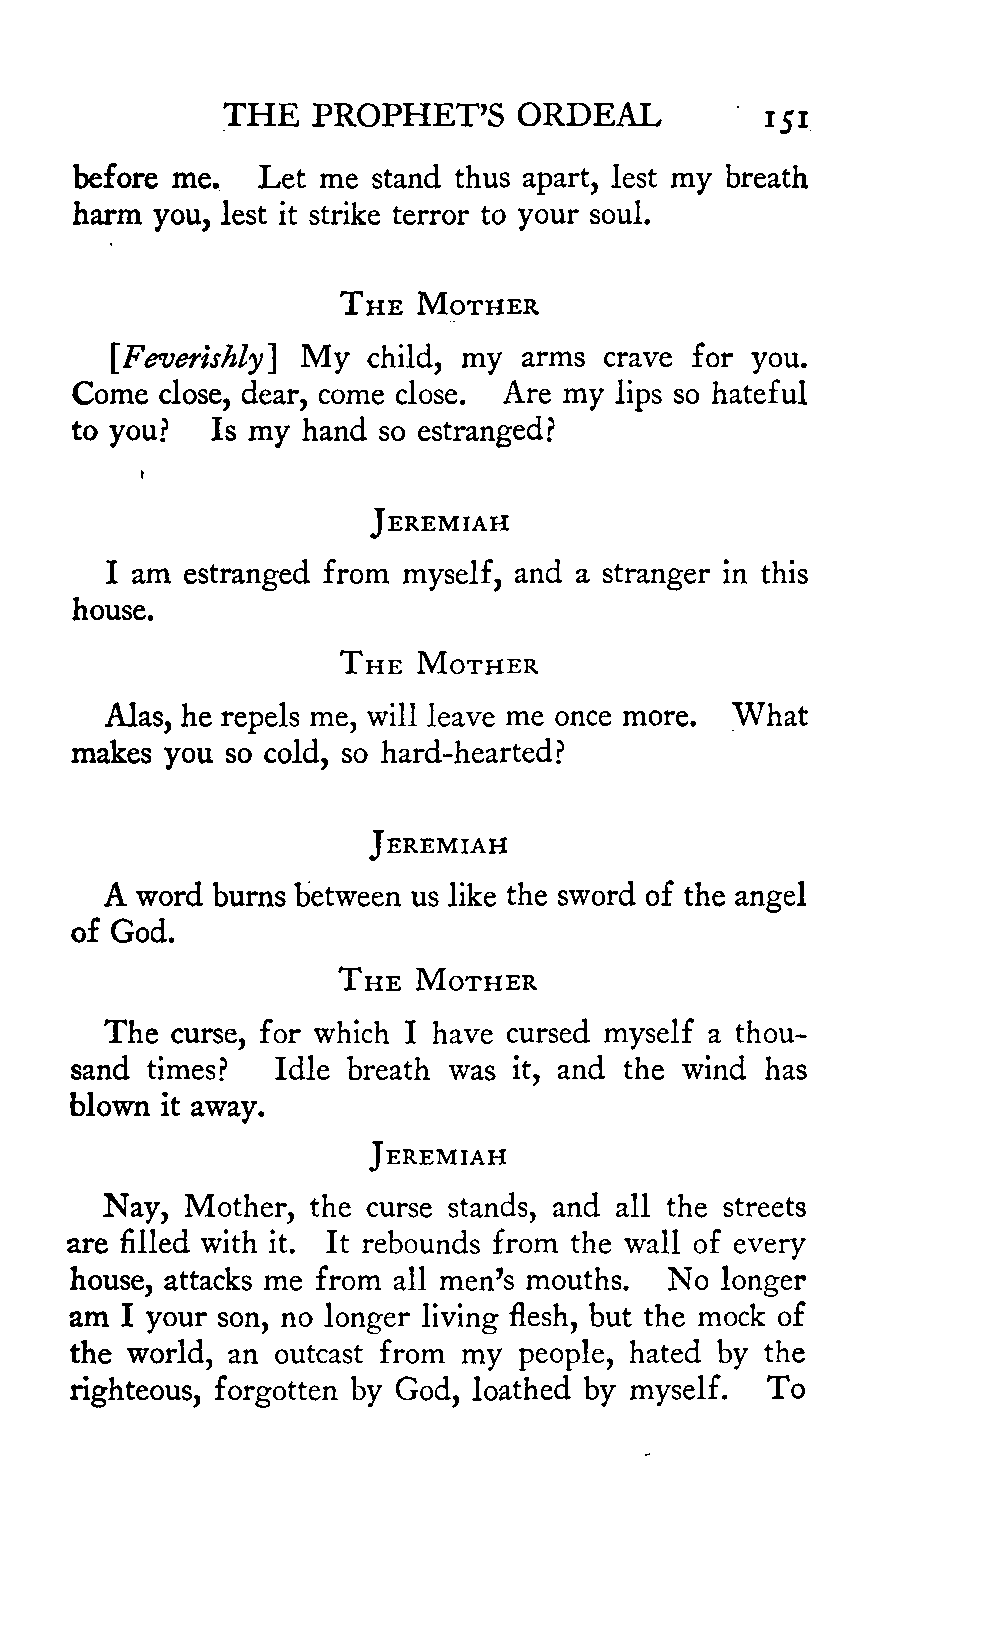 THE PROPHET'S ORDEAL 151
before me. Let me stand thus apart, lest my breath
harm you, lest it strike terror to your soul.
The Mother
[Feverishly] My child, my arms crave for you.
Come close, dear, come close. Are my lips so hateful
to you? Is my hand so estranged?
Jeremiah
I am estranged from myself, and a stranger in this
house.
The Mother
Alas, he repels me, will leave me once more. What
makes you so cold, so hard-hearted?
Jeremiah
A word burns between us like the sword of the angel
of God.
The Mother
The curse, for which I have cursed myself a thou-
sand times? Idle breath was it, and the wind has
blown it away.
Jeremiah
Nay, Mother, the curse stands, and all the streets
are filled with it. It rebounds from the wall of every
house, attacks me from all men's mouths. No longer
am I your son, no longer living flesh, but the mock of
the world, an outcast from my people, hated by the
righteous, forgotten by God, loathed by myself. To